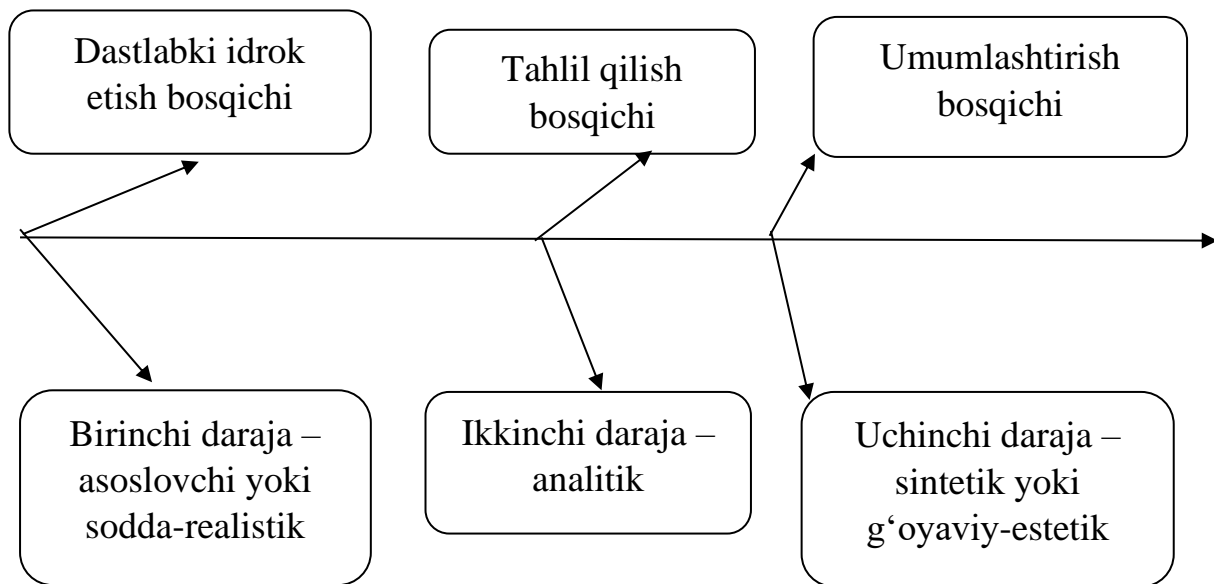 Dastlabki idrok
etish bosqichi
Tahlil qilish
bosqichi
Umumlashtirish
bosqichi
Birinchi daraja –
asoslovchi yoki
sodda-realistik
Ikkinchi daraja –
analitik
Uchinchi daraja –
sintetik yoki
g‘oyaviy-estetik